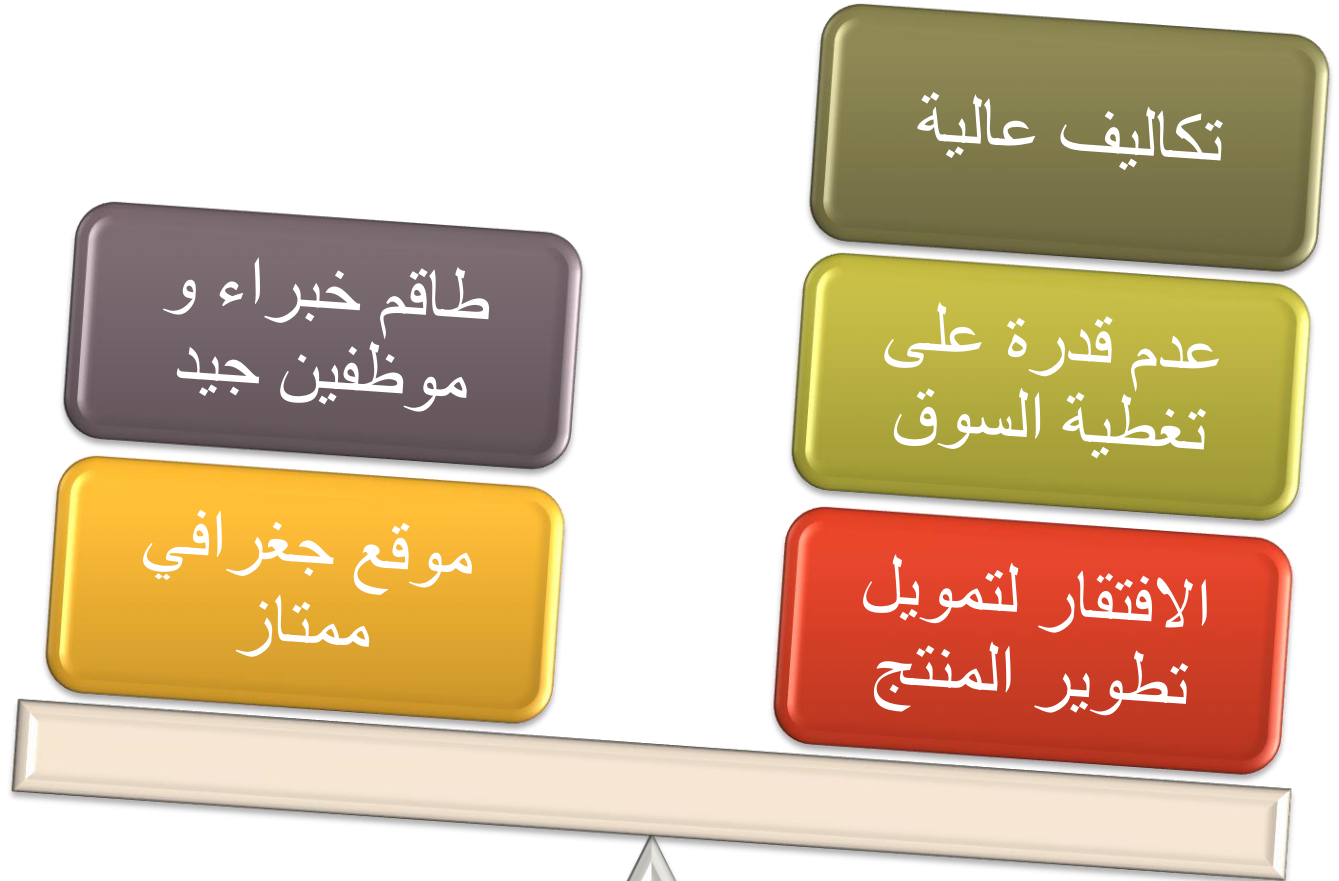 تكاليف عالية
عدم قدرة على
تغطية السوق
الافتقار لتمويل
تطوير المنتج
طاقم خبراء و
موظفين جيد
موقع جغرافي
ممتاز